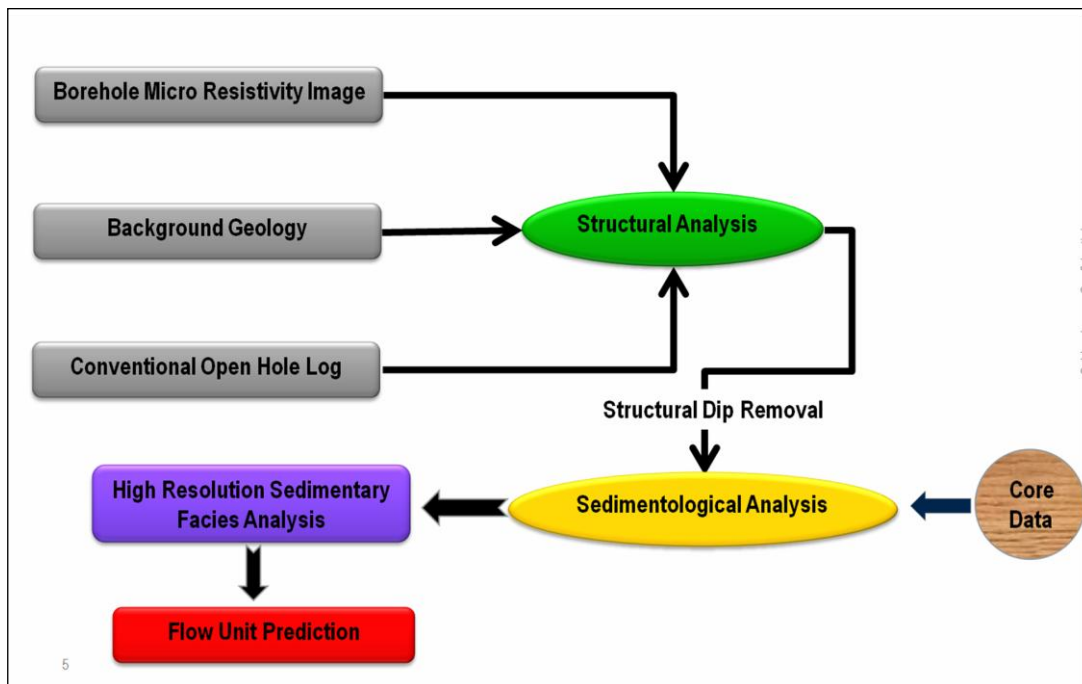 Borehole Micro Resistivity Image
Background Geology
Structural Analysis
Conventional Open Hole Log
Structural Dip Removal
High Resolution Sedimentary
Facies Analysis
Sedimentological Analysis
Core
Data
Flow Unit Prediction
5